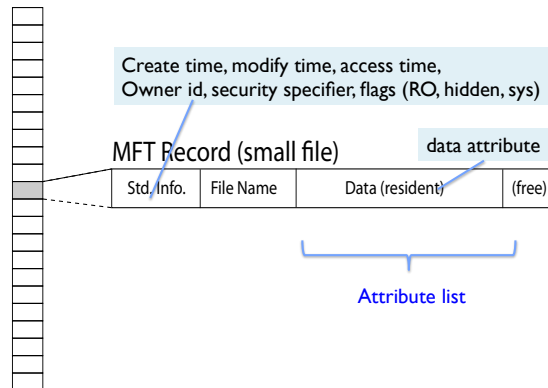 Create time, modify time, access time,
Owner id, security specifier, flags (RO, hidden, sys)
MFT Record (small file)
data attribute
Std. Info.
File Name
Data (resident)
(free)
Attribute list